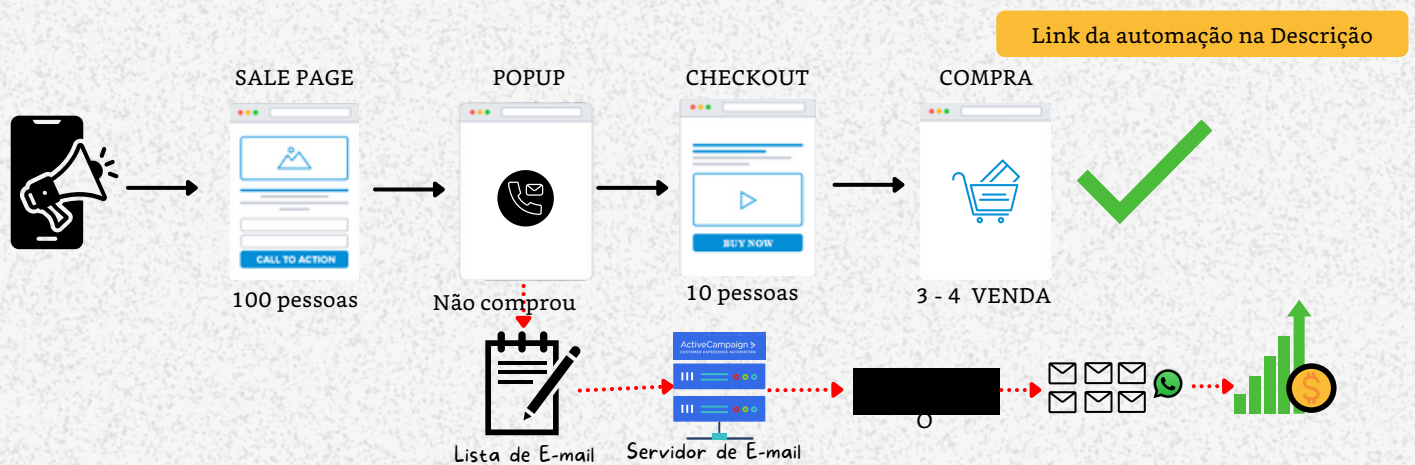 Link da automação na Descrição
SALE PAGE
POPUP
CHECKOUT
COMPRA
CALL TO ACTION
BUY NOW
100 pessoas
Não comprou
10 pessoas
3 - 4 VENDA
ActiveCampaign >
CUSTOMER EXPERIENCE AUTOMATION
O
Lista de E-mail
Servidor de E-mail